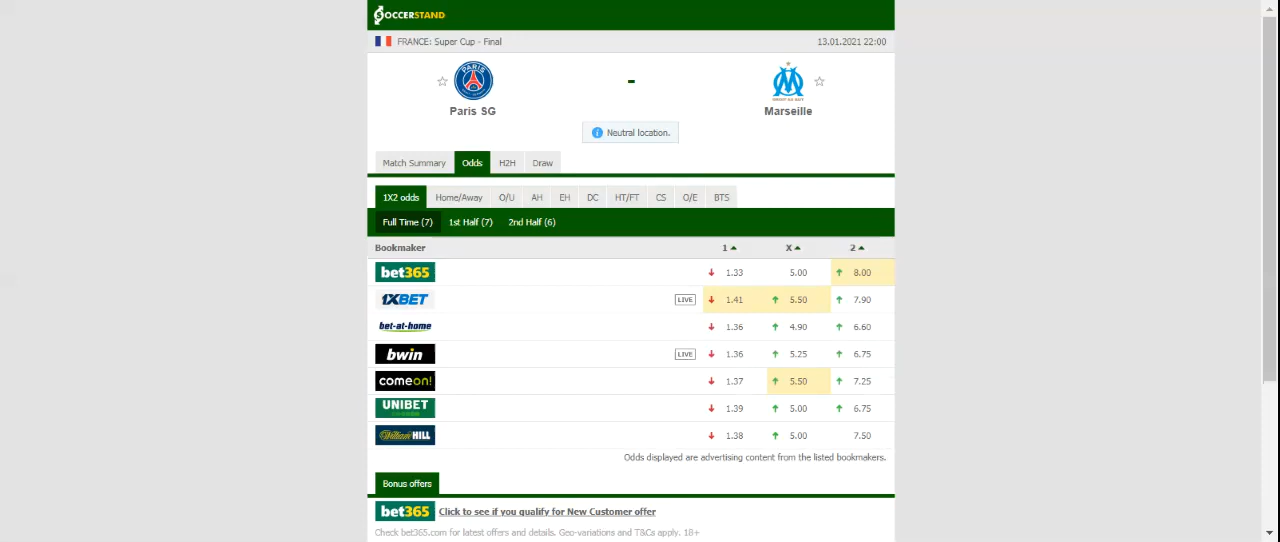 SOCCERSTAND
FRANCE: Super Cup - Final 13.01.2021 22:00
PARIS
-
Paris SG Marseille
Neutral location.
Match Summary Odds H2H Draw
1X2 odds Home/Away O/U AH EH DC HT/FT CS O/E BTS
Full Time (7) 1st Half (7) 2nd Half (6)
Bookmaker 1 X 2
bet365 1.33 5.00 8.00
1XBET LIVE 1.41 5.50 7.90
bet-at-home 1.36 4.90 6.60
bwin LIVE 1.36 5.25 6.75
comeon! 1.37 5.50 7.25
UNIBET 1.39 5.00 6.75
William HILL 1.38 5.00 7.50
Odds displayed are advertising content from the listed bookmakers.
Bonus offers
bet365 Click to see if you qualify for New Customer offer
Check bet365.com for latest offers and details. Geo-variations and T&Cs apply. 18+